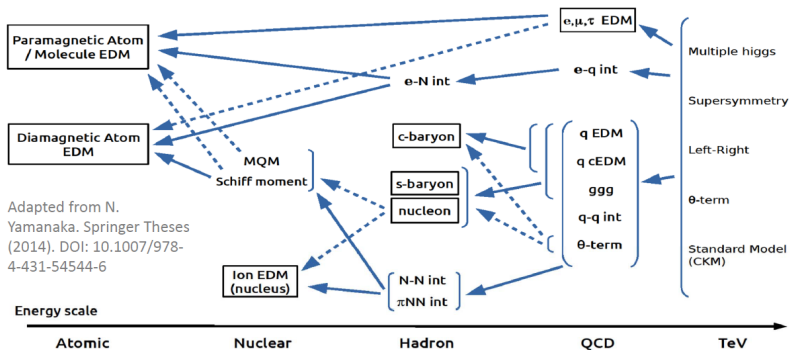 Paramagnetic Atom
/ Molecule EDM
Diamagnetic Atom
EDM
MQM
Schiff moment
Adapted from N.
Yamanaka. Springer Theses
(2014). DOI: 10.1007/978-
4-431-54544-6
Ion EDM
(nucleus)
e-N int
c-baryon
s-baryon
nucleon
N-N int
πNN int
e,μ,τ EDM
e-q int
q EDM
q cEDM
ggg
q-q int
θ-term
Multiple higgs
Supersymmetry
Left-Right
θ-term
Standard Model
(CKM)
Energy scale
Atomic
Nuclear
Hadron
QCD
TeV